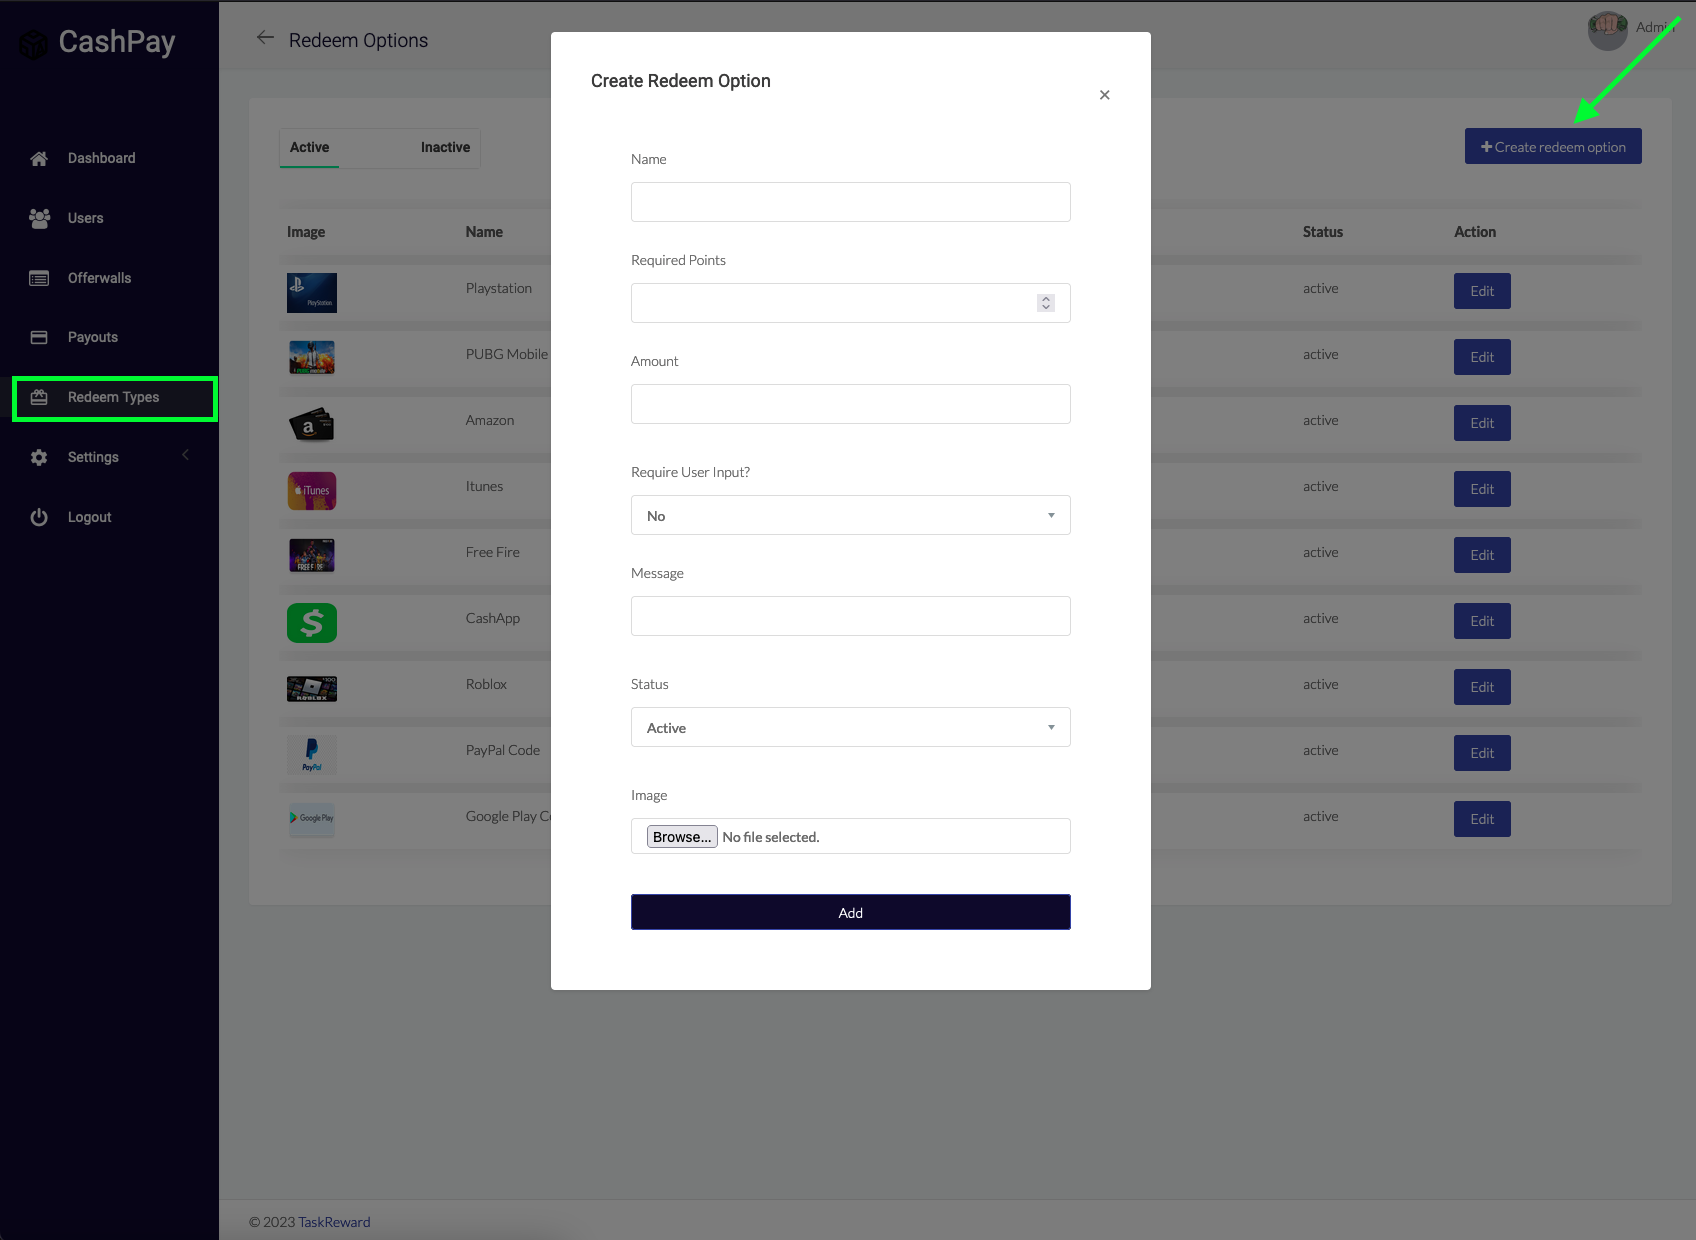 CashPay
Dashboard
Users
Offerwalls
Payouts
Redeem Types
Settings
Logout
Redeem Options
Active
Inactive
+Create redeem option
Image Name Status Action
PlayStation
Playstation active Edit
PUBG Mobile active Edit
a
Amazon active Edit
iTunes
Itunes active Edit
FREE FIRE
Free Fire active Edit
$
CashApp active Edit
ROBLOX
Roblox active Edit
PayPal
PayPal Code active Edit
Google Play
Google Play active Edit
Create Redeem Option
×
Name
Required Points
Amount
Require User Input?
No
Message
Status
Active
Image
Browse... No file selected.
Add
© 2023 TaskReward